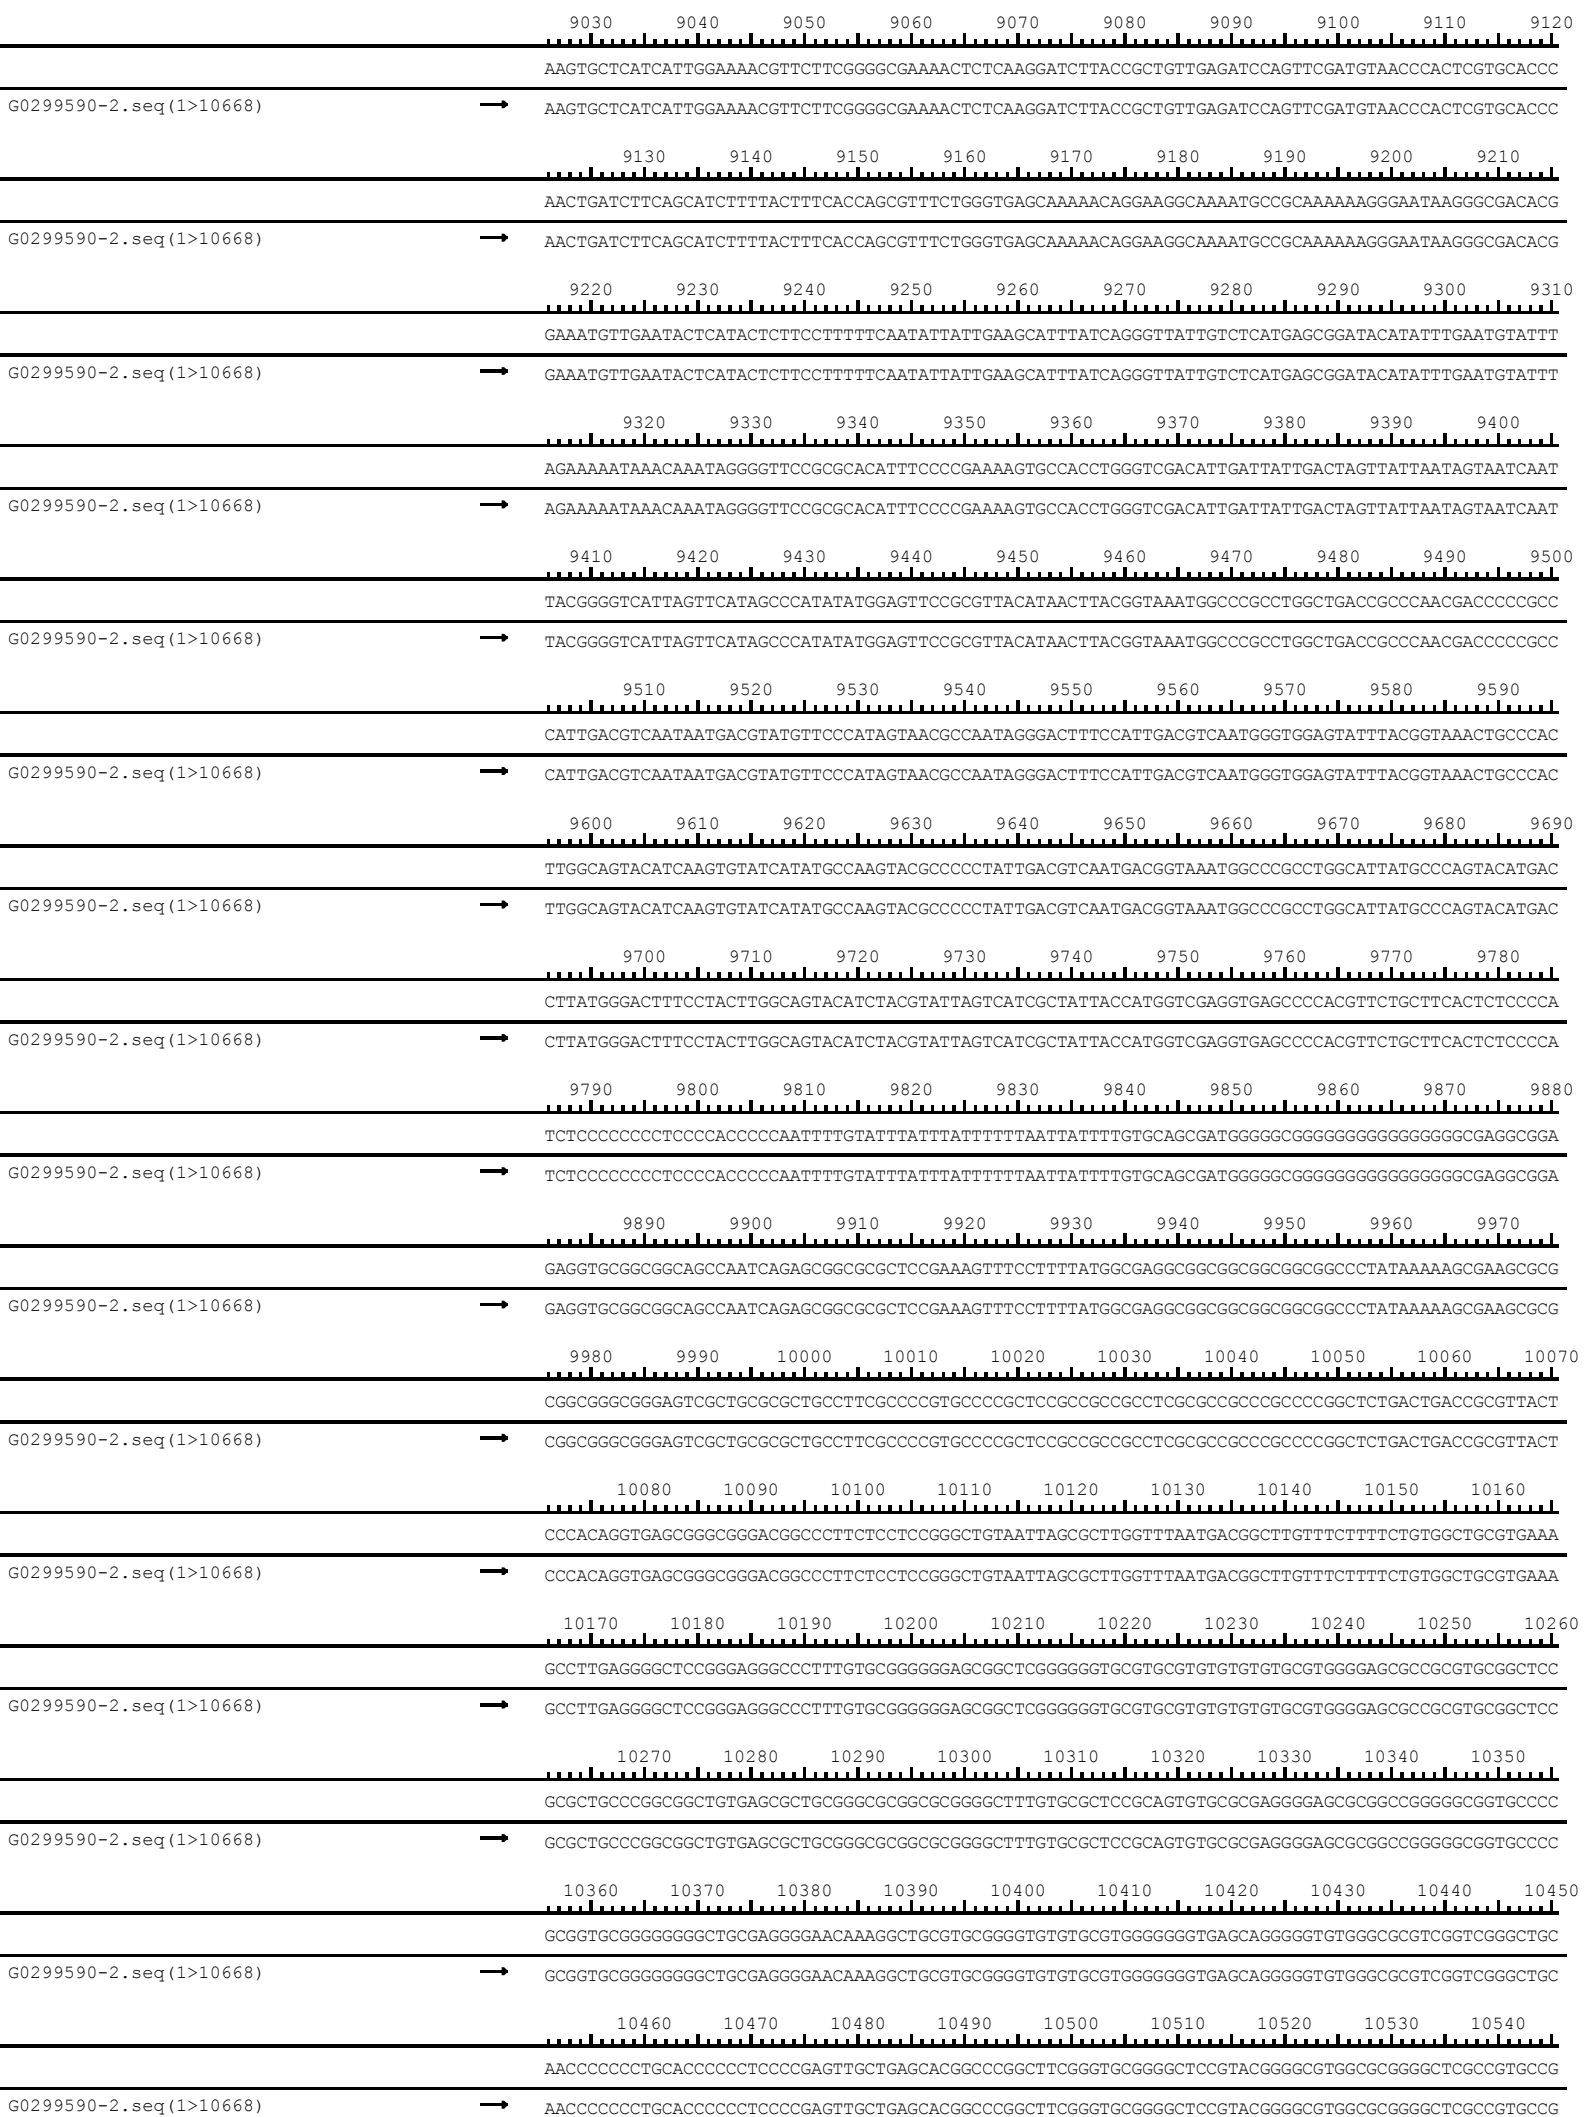 9030 9040 9050 9060 9070 9080 9090 9100 9110 9120
AAGTGCTCATCATTGGAAAACGTTCTTCGGGGCGAAAACTCTCAAGGATCTTACCGCTGTTGAGATCCAGTTCGATGTAACCCACTCGTGCACCC
G0299590-2.seq(1>10668) → AAGTGCTCATCATTGGAAAACGTTCTTCGGGGCGAAAACTCTCAAGGATCTTACCGCTGTTGAGATCCAGTTCGATGTAACCCACTCGTGCACCC
9130 9140 9150 9160 9170 9180 9190 9200 9210
AACTGATCTTCAGCATCTTTTACTTTCACCAGCGTTTCTGGGTGAGCAAAAACAGGAAGGCAAAATGCCGCAAAAAAGGGAATAAGGGCGACACG
G0299590-2.seq(1>10668) → AACTGATCTTCAGCATCTTTTACTTTCACCAGCGTTTCTGGGTGAGCAAAAACAGGAAGGCAAAATGCCGCAAAAAAGGGAATAAGGGCGACACG
9220 9230 9240 9250 9260 9270 9280 9290 9300 9310
GAAATGTTGAATACTCATACTCTTCCTTTTTCAATATTATTGAAGCATTTATCAGGGTTATTGTCTCATGAGCGGATACATATTTGAATGTATTT
G0299590-2.seq(1>10668) → GAAATGTTGAATACTCATACTCTTCCTTTTTCAATATTATTGAAGCATTTATCAGGGTTATTGTCTCATGAGCGGATACATATTTGAATGTATTT
9320 9330 9340 9350 9360 9370 9380 9390 9400
AGAAAAATAAACAAATAGGGGTTCCGCGCACATTTCCCCGAAAAGTGCCACCTGGGTCGACATTGATTATTGACTAGTTATTAATAGTAATCAAT
G0299590-2.seq(1>10668) → AGAAAAATAAACAAATAGGGGTTCCGCGCACATTTCCCCGAAAAGTGCCACCTGGGTCGACATTGATTATTGACTAGTTATTAATAGTAATCAAT
9410 9420 9430 9440 9450 9460 9470 9480 9490 9500
TACGGGGTCATTAGTTCATAGCCCATATATGGAGTTCCGCGTTACATAACTTACGGTAAATGGCCCGCCTGGCTGACCGCCCAACGACCCCCGCC
G0299590-2.seq(1>10668) → TACGGGGTCATTAGTTCATAGCCCATATATGGAGTTCCGCGTTACATAACTTACGGTAAATGGCCCGCCTGGCTGACCGCCCAACGACCCCCGCC
9510 9520 9530 9540 9550 9560 9570 9580 9590
CATTGACGTCAATAATGACGTATGTTCCCATAGTAACGCCAATAGGGACTTTCCATTGACGTCAATGGGTGGAGTATTTACGGTAAACTGCCCAC
G0299590-2.seq(1>10668) → CATTGACGTCAATAATGACGTATGTTCCCATAGTAACGCCAATAGGGACTTTCCATTGACGTCAATGGGTGGAGTATTTACGGTAAACTGCCCAC
9600 9610 9620 9630 9640 9650 9660 9670 9680 9690
TTGGCAGTACATCAAGTGTATCATATGCCAAGTACGCCCCCTATTGACGTCAATGACGGTAAATGGCCCGCCTGGCATTATGCCCAGTACATGAC
G0299590-2.seq(1>10668) → TTGGCAGTACATCAAGTGTATCATATGCCAAGTACGCCCCCTATTGACGTCAATGACGGTAAATGGCCCGCCTGGCATTATGCCCAGTACATGAC
9700 9710 9720 9730 9740 9750 9760 9770 9780
CTTATGGGACTTTCCTACTTGGCAGTACATCTACGTATTAGTCATCGCTATTACCATGGTCGAGGTGAGCCCCACGTTCTGCTTCACTCTCCCCA
G0299590-2.seq(1>10668) → CTTATGGGACTTTCCTACTTGGCAGTACATCTACGTATTAGTCATCGCTATTACCATGGTCGAGGTGAGCCCCACGTTCTGCTTCACTCTCCCCA
9790 9800 9810 9820 9830 9840 9850 9860 9870 9880
TCTCCCCCCCCTCCCCACCCCCAATTTTGTATTTATTTATTTTTTAATTATTTTGTGCAGCGATGGGGGCGGGGGGGGGGGGGGGGCGAGGCGGA
G0299590-2.seq(1>10668) → TCTCCCCCCCCTCCCCACCCCCAATTTTGTATTTATTTATTTTTTAATTATTTTGTGCAGCGATGGGGGCGGGGGGGGGGGGGGGGCGAGGCGGA
9890 9900 9910 9920 9930 9940 9950 9960 9970
GAGGTGCGGCGGCAGCCAATCAGAGCGGCGCGCTCCGAAAGTTTCCTTTTATGGCGAGGCGGCGGCGGCGGCGGCCCTATAAAAAGCGAAGCGCG
G0299590-2.seq(1>10668) → GAGGTGCGGCGGCAGCCAATCAGAGCGGCGCGCTCCGAAAGTTTCCTTTTATGGCGAGGCGGCGGCGGCGGCGGCCCTATAAAAAGCGAAGCGCG
9980 9990 10000 10010 10020 10030 10040 10050 10060 10070
CGGCGGGCGGGAGTCGCTGCGCGCTGCCTTCGCCCCGTGCCCCGCTCCGCCGCCGCCTCGCGCCGCCCGCCCCGGCTCTGACTGACCGCGTTACT
G0299590-2.seq(1>10668) → CGGCGGGCGGGAGTCGCTGCGCGCTGCCTTCGCCCCGTGCCCCGCTCCGCCGCCGCCTCGCGCCGCCCGCCCCGGCTCTGACTGACCGCGTTACT
10080 10090 10100 10110 10120 10130 10140 10150 10160
CCCACAGGTGAGCGGGCGGGACGGCCCTTCTCCTCCGGGCTGTAATTAGCGCTTGGTTTAATGACGGCTTGTTTCTTTTCTGTGGCTGCGTGAAA
G0299590-2.seq(1>10668) → CCCACAGGTGAGCGGGCGGGACGGCCCTTCTCCTCCGGGCTGTAATTAGCGCTTGGTTTAATGACGGCTTGTTTCTTTTCTGTGGCTGCGTGAAA
10170 10180 10190 10200 10210 10220 10230 10240 10250 10260
GCCTTGAGGGGCTCCGGGAGGGCCCTTTGTGCGGGGGGAGCGGCTCGGGGGGTGCGTGCGTGTGTGTGTGCGTGGGGAGCGCCGCGTGCGGCTCC
G0299590-2.seq(1>10668) → GCCTTGAGGGGCTCCGGGAGGGCCCTTTGTGCGGGGGGAGCGGCTCGGGGGGTGCGTGCGTGTGTGTGTGCGTGGGGAGCGCCGCGTGCGGCTCC
10270 10280 10290 10300 10310 10320 10330 10340 10350
GCGCTGCCCGGCGGCTGTGAGCGCTGCGGGCGCGGCGCGGGGCTTTGTGCGCTCCGCAGTGTGCGCGAGGGGAGCGCGGCCGGGGGCGGTGCCCC
G0299590-2.seq(1>10668) → GCGCTGCCCGGCGGCTGTGAGCGCTGCGGGCGCGGCGCGGGGCTTTGTGCGCTCCGCAGTGTGCGCGAGGGGAGCGCGGCCGGGGGCGGTGCCCC
10360 10370 10380 10390 10400 10410 10420 10430 10440 10450
GCGGTGCGGGGGGGGCTGCGAGGGGAACAAAGGCTGCGTGCGGGGTGTGTGCGTGGGGGGGTGAGCAGGGGGTGTGGGCGCGTCGGTCGGGCTGC
G0299590-2.seq(1>10668) → GCGGTGCGGGGGGGGCTGCGAGGGGAACAAAGGCTGCGTGCGGGGTGTGTGCGTGGGGGGGTGAGCAGGGGGTGTGGGCGCGTCGGTCGGGCTGC
10460 10470 10480 10490 10500 10510 10520 10530 10540
AACCCCCCCTGCACCCCCCTCCCCGAGTTGCTGAGCACGGCCCGGCTTCGGGTGCGGGGCTCCGTACGGGGCGTGGCGCGGGGCTCGCCGTGCCG
G0299590-2.seq(1>10668) → AACCCCCCCTGCACCCCCCTCCCCGAGTTGCTGAGCACGGCCCGGCTTCGGGTGCGGGGCTCCGTACGGGGCGTGGCGCGGGGCTCGCCGTGCCG